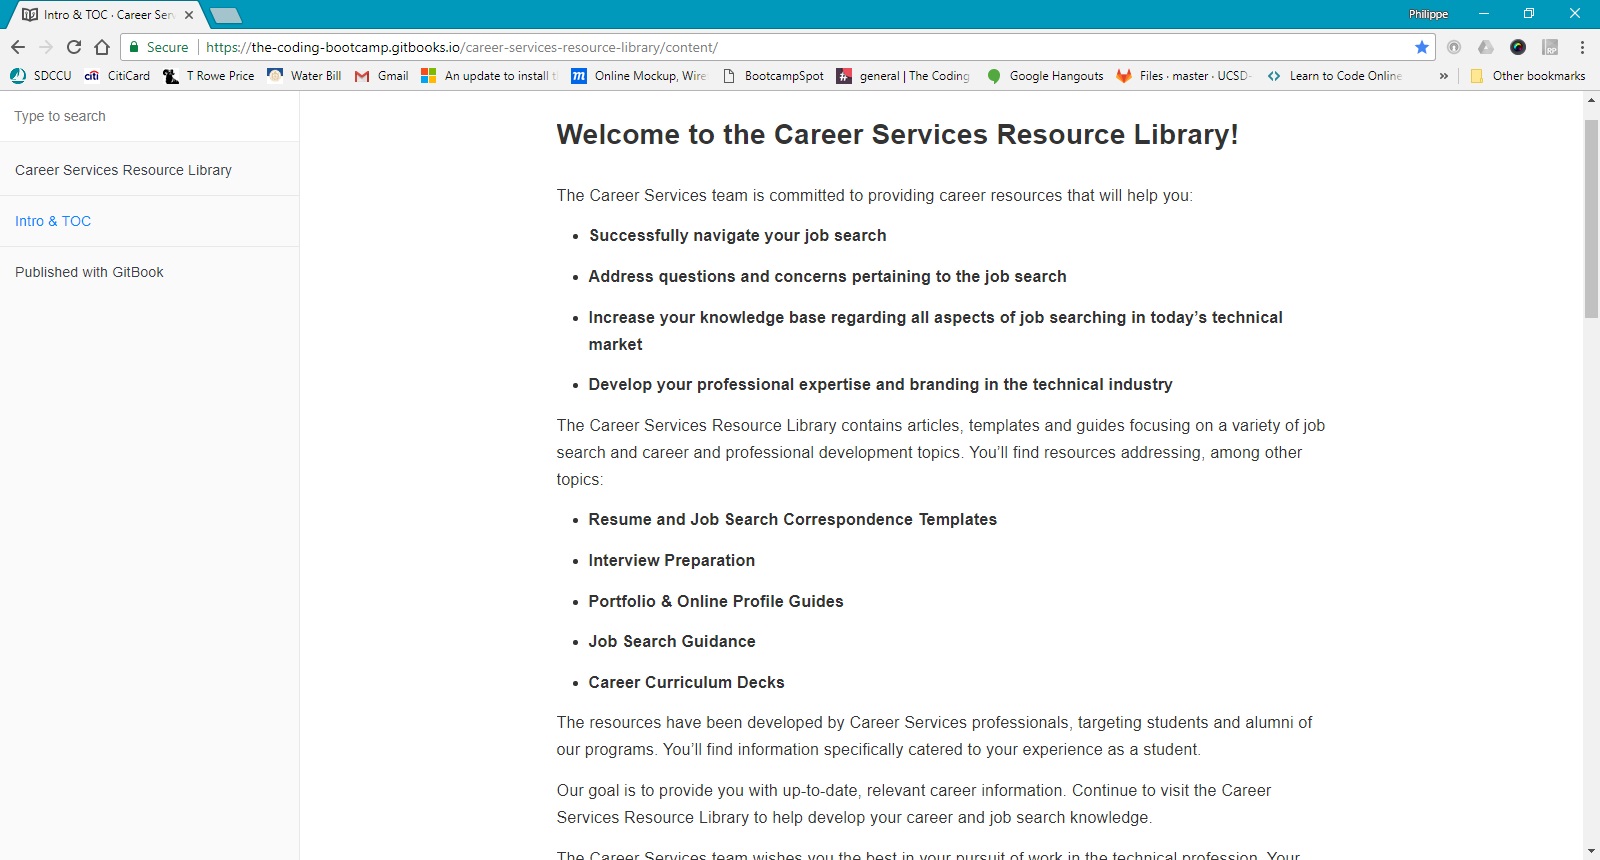 Intro & TOC · Career Ser
Philippe
Secure
https://the-coding-bootcamp.gitbooks.io/career-services-resource-library/content/
SDCCU
citi
CitiCard
T Rowe Price
Water Bill
Gmail
An update to install t
m
Online Mockup, Wire
BootcampSpot
#
general | The Coding
Google Hangouts
Files · master · UCSD-
Learn to Code Online
»
Other bookmarks
RP
Type to search
Career Services Resource Library
Intro & TOC
Published with GitBook
Welcome to the Career Services Resource Library!
The Career Services team is committed to providing career resources that will help you:
• Successfully navigate your job search
• Address questions and concerns pertaining to the job search
• Increase your knowledge base regarding all aspects of job searching in today’s technical
market
• Develop your professional expertise and branding in the technical industry
The Career Services Resource Library contains articles, templates and guides focusing on a variety of job
search and career and professional development topics. You’ll find resources addressing, among other
topics:
• Resume and Job Search Correspondence Templates
• Interview Preparation
• Portfolio & Online Profile Guides
• Job Search Guidance
• Career Curriculum Decks
The resources have been developed by Career Services professionals, targeting students and alumni of
our programs. You’ll find information specifically catered to your experience as a student.
Our goal is to provide you with up-to-date, relevant career information. Continue to visit the Career
Services Resource Library to help develop your career and job search knowledge.
The Career Services team wishes you the best in your pursuit of work in the technical profession. Your